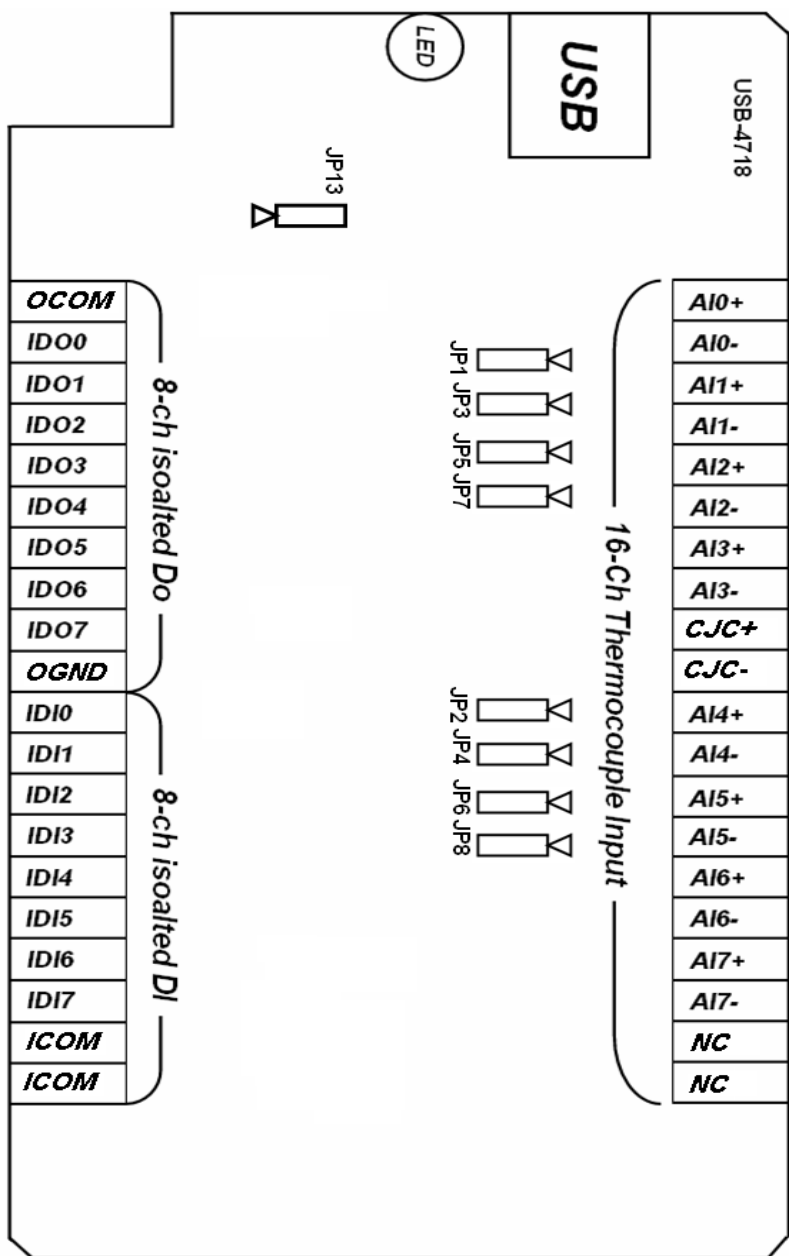 LED
USB
USB-4718
JP13
OCOM
IDO0
IDO1
IDO2
IDO3
IDO4
IDO5
IDO6
IDO7
OGND
IDI0
IDI1
IDI2
IDI3
IDI4
IDI5
IDI6
IDI7
ICOM
ICOM
8-ch isoalted Do
8-ch isoalted DI
JP1
JP3
JP5
JP7
JP2
JP4
JP6
JP8
16-Ch Thermocouple Input
AI0+
AI0-
AI1+
AI1-
AI2+
AI2-
AI3+
AI3-
CJC+
CJC-
AI4+
AI4-
AI5+
AI5-
AI6+
AI6-
AI7+
AI7-
NC
NC